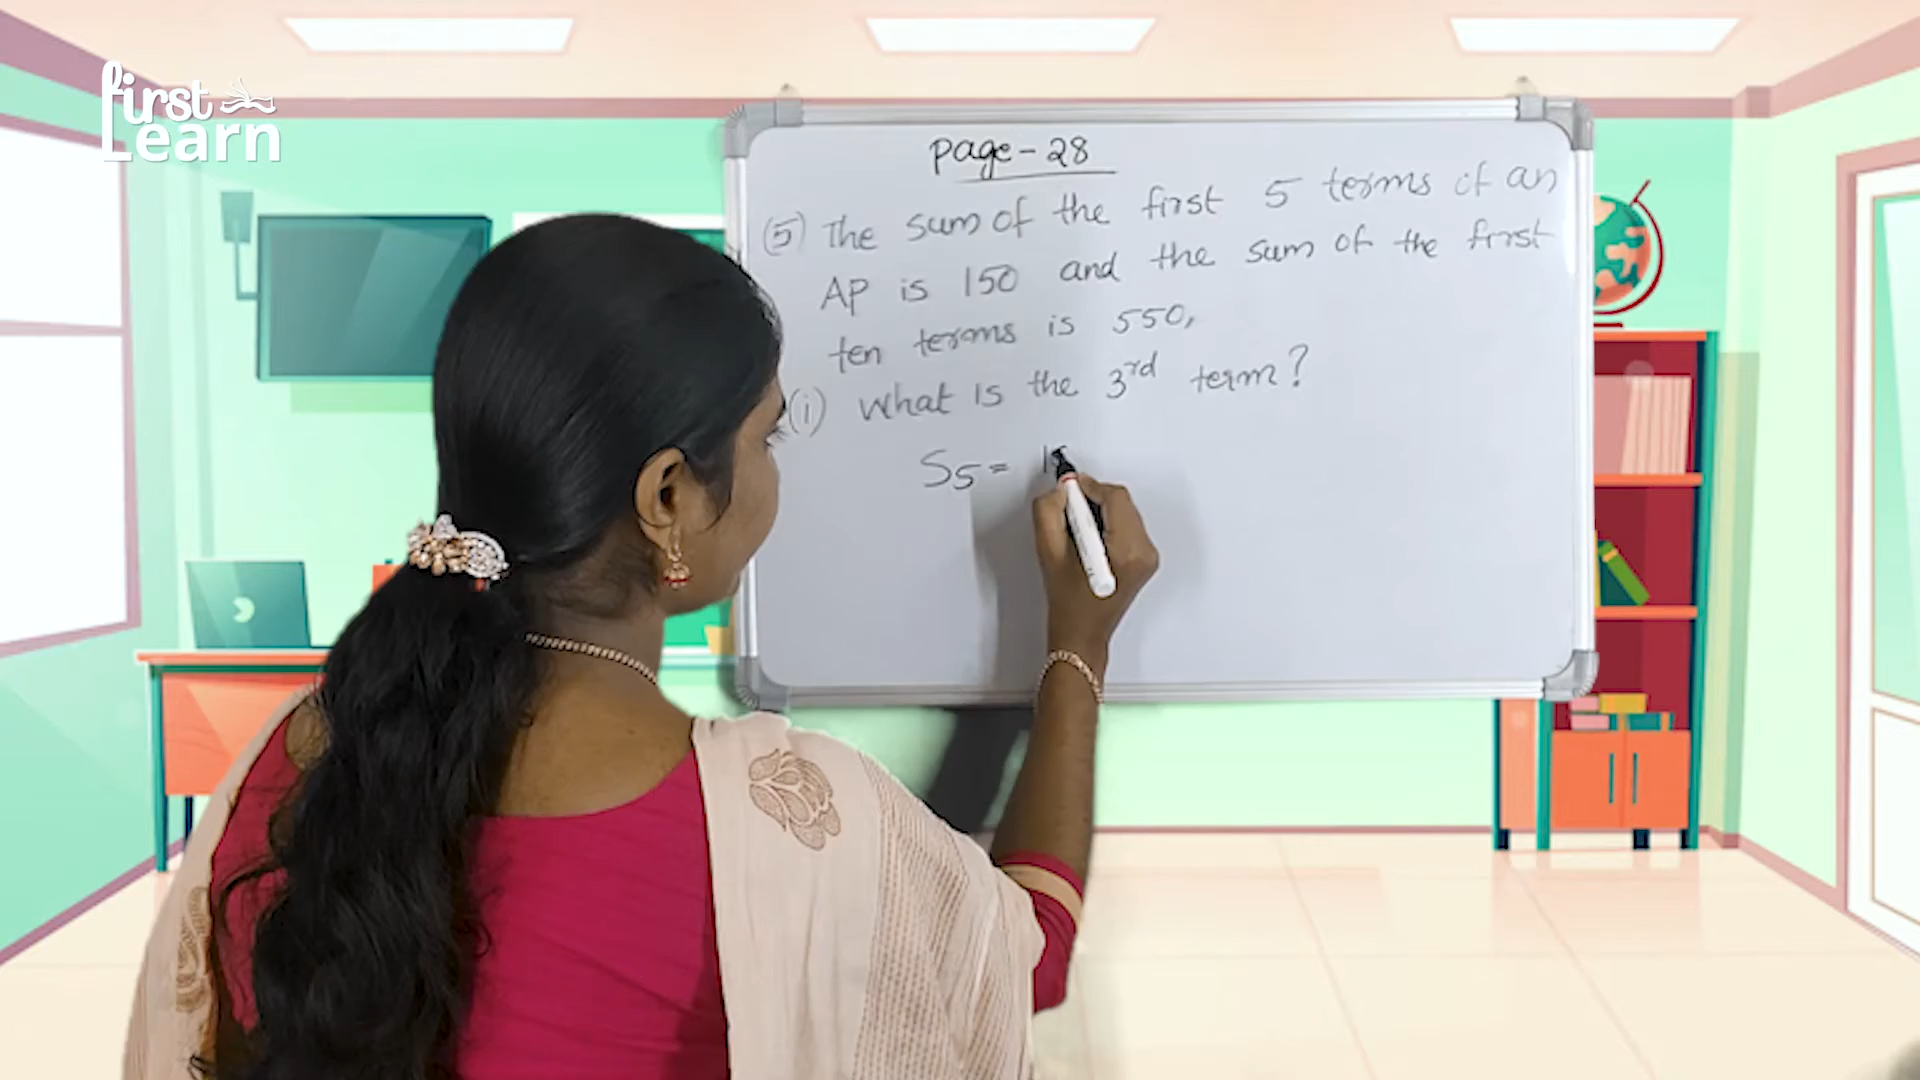 First
Learn
Page - 28
(5) The sum of the first 5 terms of an
AP is 150 and the sum of the first
ten terms is 550,
(i) What is the 3rd term?
S5 = 15